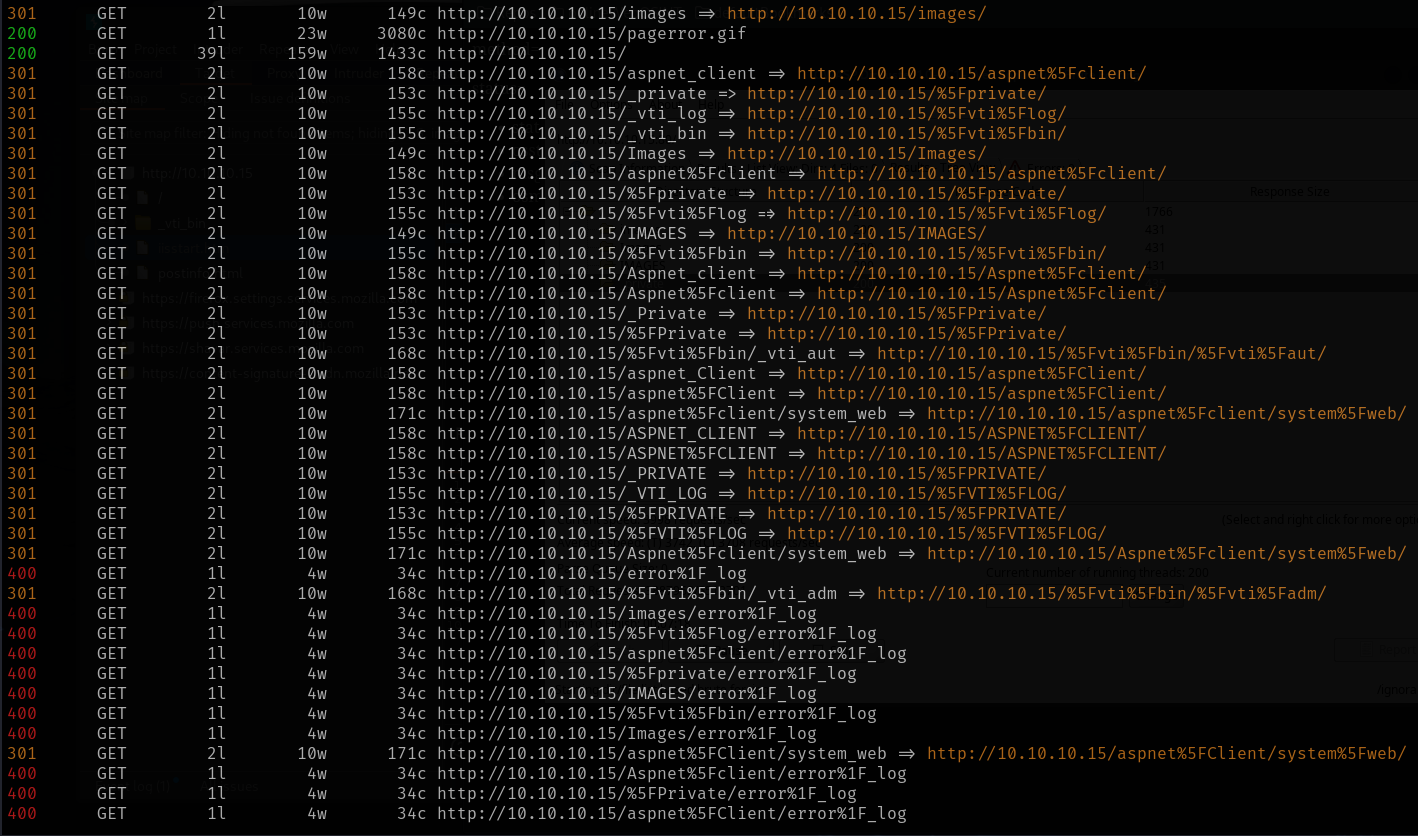 301 GET 2l 10w 149c http://10.10.10.15/images => http://10.10.10.15/images/
200 GET 1l 23w 3080c http://10.10.10.15/pagerror.gif
200 GET 39l 159w 1433c http://10.10.10.15/
301 GET 2l 10w 158c http://10.10.10.15/aspnet_client => http://10.10.10.15/aspnet%5Fclient/
301 GET 2l 10w 153c http://10.10.10.15/_private => http://10.10.10.15/%5Fprivate/
301 GET 2l 10w 155c http://10.10.10.15/_vti_log => http://10.10.10.15/%5Fvti%5Flog/
301 GET 2l 10w 155c http://10.10.10.15/_vti_bin => http://10.10.10.15/%5Fvti%5Fbin/
301 GET 2l 10w 149c http://10.10.10.15/Images => http://10.10.10.15/Images/
301 GET 2l 10w 158c http://10.10.10.15/aspnet%5Fclient => http://10.10.10.15/aspnet%5Fclient/
301 GET 2l 10w 153c http://10.10.10.15/%5Fprivate => http://10.10.10.15/%5Fprivate/
301 GET 2l 10w 155c http://10.10.10.15/%5Fvti%5Flog => http://10.10.10.15/%5Fvti%5Flog/
301 GET 2l 10w 149c http://10.10.10.15/IMAGES => http://10.10.10.15/IMAGES/
301 GET 2l 10w 155c http://10.10.10.15/%5Fvti%5Fbin => http://10.10.10.15/%5Fvti%5Fbin/
301 GET 2l 10w 158c http://10.10.10.15/Aspnet_client => http://10.10.10.15/Aspnet%5Fclient/
301 GET 2l 10w 158c http://10.10.10.15/Aspnet%5Fclient => http://10.10.10.15/Aspnet%5Fclient/
301 GET 2l 10w 153c http://10.10.10.15/_Private => http://10.10.10.15/%5FPrivate/
301 GET 2l 10w 153c http://10.10.10.15/%5FPrivate => http://10.10.10.15/%5FPrivate/
301 GET 2l 10w 168c http://10.10.10.15/%5Fvti%5Fbin/_vti_aut => http://10.10.10.15/%5Fvti%5Fbin/%5Fvti%5Faut/
301 GET 2l 10w 158c http://10.10.10.15/aspnet_Client => http://10.10.10.15/aspnet%5FClient/
301 GET 2l 10w 158c http://10.10.10.15/aspnet%5FClient => http://10.10.10.15/aspnet%5FClient/
301 GET 2l 10w 171c http://10.10.10.15/aspnet%5Fclient/system_web => http://10.10.10.15/aspnet%5Fclient/system%5Fweb/
301 GET 2l 10w 158c http://10.10.10.15/ASPNET_CLIENT => http://10.10.10.15/ASPNET%5FCLIENT/
301 GET 2l 10w 158c http://10.10.10.15/ASPNET%5FCLIENT => http://10.10.10.15/ASPNET%5FCLIENT/
301 GET 2l 10w 153c http://10.10.10.15/_PRIVATE => http://10.10.10.15/%5FPRIVATE/
301 GET 2l 10w 155c http://10.10.10.15/_VTI_LOG => http://10.10.10.15/%5FVTI%5FLOG/
301 GET 2l 10w 153c http://10.10.10.15/%5FPRIVATE => http://10.10.10.15/%5FPRIVATE/
301 GET 2l 10w 155c http://10.10.10.15/%5FVTI%5FLOG => http://10.10.10.15/%5FVTI%5FLOG/
301 GET 2l 10w 171c http://10.10.10.15/Aspnet%5Fclient/system_web => http://10.10.10.15/Aspnet%5Fclient/system%5Fweb/
400 GET 1l 4w 34c http://10.10.10.15/error%1F_log
301 GET 2l 10w 168c http://10.10.10.15/%5Fvti%5Fbin/_vti_adm => http://10.10.10.15/%5Fvti%5Fbin/%5Fvti%5Fadm/
400 GET 1l 4w 34c http://10.10.10.15/images/error%1F_log
400 GET 1l 4w 34c http://10.10.10.15/%5Fvti%5Flog/error%1F_log
400 GET 1l 4w 34c http://10.10.10.15/aspnet%5Fclient/error%1F_log
400 GET 1l 4w 34c http://10.10.10.15/%5Fprivate/error%1F_log
400 GET 1l 4w 34c http://10.10.10.15/IMAGES/error%1F_log
400 GET 1l 4w 34c http://10.10.10.15/%5Fvti%5Fbin/error%1F_log
400 GET 1l 4w 34c http://10.10.10.15/Images/error%1F_log
301 GET 2l 10w 171c http://10.10.10.15/aspnet%5FClient/system_web => http://10.10.10.15/aspnet%5FClient/system%5Fweb/
400 GET 1l 4w 34c http://10.10.10.15/Aspnet%5Fclient/error%1F_log
400 GET 1l 4w 34c http://10.10.10.15/%5FPrivate/error%1F_log
400 GET 1l 4w 34c http://10.10.10.15/aspnet%5FClient/error%1F_log